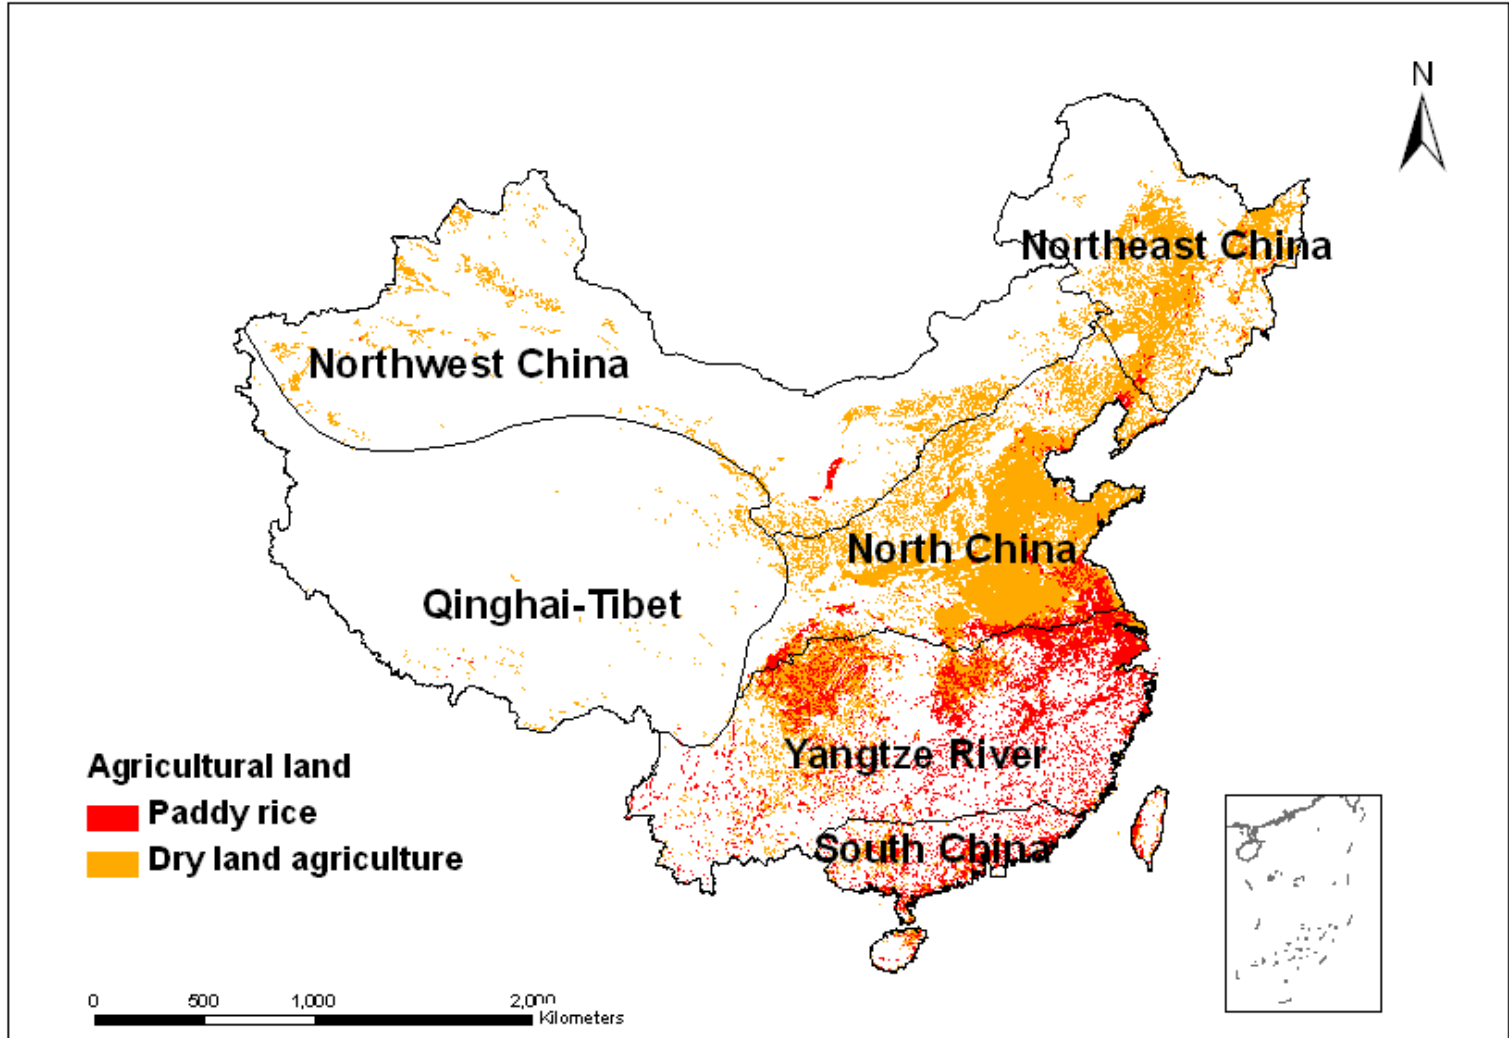 N
Northeast China
Northwest China
North China
Qinghai-Tibet
Yangtze River
South China
Agricultural land
Paddy rice
Dry land agriculture
0 500 1,000 2,000
Kilometers